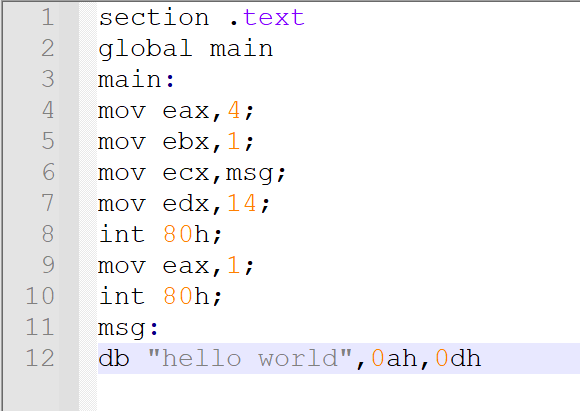 1 section .text
2 global main
3 main:
4 mov eax,4;
5 mov ebx,1;
6 mov ecx,msg;
7 mov edx,14;
8 int 80h;
9 mov eax,1;
10 int 80h;
11 msg:
12 db "hello world",0ah,0dh